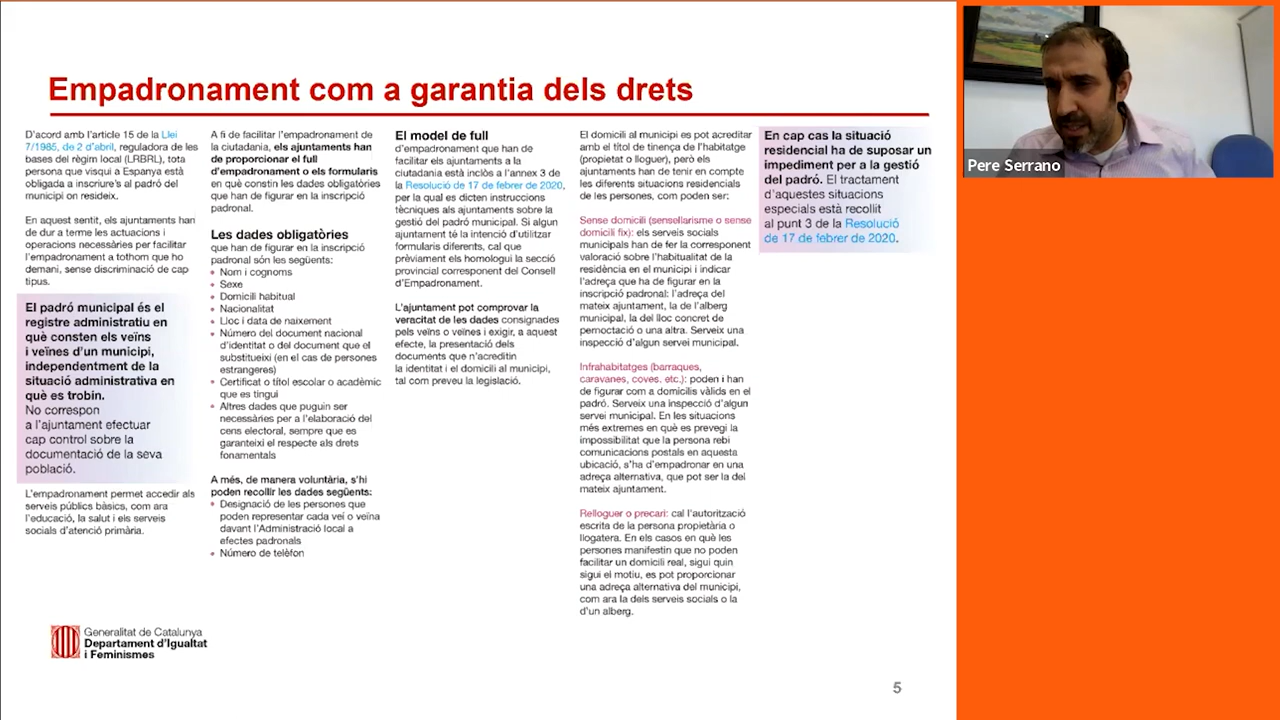 Empadronament com a garantia dels drets
D'acord amb l'article 15 de la Llei
7/1985, de 2 d'abril, reguladora de les
bases del règim local (LRBRL), tota
persona que visqui a Espanya està
obligada a inscriure's al padró del
municipi on resideix.
En aquest sentit, els ajuntaments han
de dur a terme les actuacions i
operacions necessàries per facilitar
l'empadronament a tothom que ho
demani, sense discriminació de cap
tipus.
El padró municipal és el
registre administratiu en
què consten els veïns
i veïnes d'un municipi,
independentment de la
situació administrativa en
què es trobin.
No correspon
a l'ajuntament efectuar
cap control sobre la
documentació de la seva
població.
L'empadronament permet accedir als
serveis públics bàsics, com ara
l'educació, la salut i els serveis
socials d'atenció primària.
A fi de facilitar l'empadronament de
la ciutadania, els ajuntaments han
de proporcionar el full
d'empadronament o els formularis
en què constin les dades obligatòries
que han de figurar en la inscripció
padronal.
Les dades obligatòries
que han de figurar en la inscripció
padronal són les següents:
• Nom i cognoms
• Sexe
• Domicili habitual
• Nacionalitat
• Lloc i data de naixement
• Número del document nacional
d'identitat o del document que el
substitueixi (en el cas de persones
estrangeres)
• Certificat o títol escolar o acadèmic
que es tingui
• Altres dades que puguin ser
necessàries per a l'elaboració del
cens electoral, sempre que es
garanteixi el respecte als drets
fonamentals
A més, de manera voluntària, s'hi
poden recollir les dades següents:
• Designació de les persones que
poden representar cada veí o veïna
davant l'Administració local a
efectes padronals
• Número de telèfon
El model de full
d'empadronament que han de
facilitar els ajuntaments a la
ciutadania està inclòs a l'annex 3 de
la Resolució de 17 de febrer de 2020,
per la qual es dicten instruccions
tècniques als ajuntaments sobre la
gestió del padró municipal. Si algun
ajuntament té la intenció d'utilitzar
formularis diferents, cal que
prèviament els homologui la secció
provincial corresponent del Consell
d'Empadronament.
L'ajuntament pot comprovar la
veracitat de les dades consignades
pels veïns o veïnes i exigir, a aquest
efecte, la presentació dels
documents que n'acreditin
la identitat i el domicili al municipi,
tal com preveu la legislació.
El domicili al municipi es pot acreditar
amb el títol de tinença de l'habitatge
(propietat o lloguer), però els
ajuntaments han de tenir en compte
les diferents situacions residencials
de les persones, com poden ser:
Sense domicili (sensellarisme o sense
domicili fix): els serveis socials
municipals han de fer la corresponent
valoració sobre l'habitualitat de la
residència en el municipi i indicar
l'adreça que ha de figurar en la
inscripció padronal: l'adreça del
mateix ajuntament, la de l'alberg
municipal, la del lloc concret de
pernoctació o una altra. Serveix una
inspecció d'algun servei municipal.
Infrahabitatges (barraques,
caravanes, coves, etc.): poden i han
de figurar com a domicilis vàlids en el
padró. Serveix una inspecció d'algun
servei municipal. En les situacions
més extremes en què es prevegi la
impossibilitat que la persona rebi
comunicacions postals en aquesta
ubicació, s'ha d'empadronar en una
adreça alternativa, que pot ser la del
mateix ajuntament.
Relloguer o precari: cal l'autorització
escrita de la persona propietària o
llogatera. En els casos en què les
persones manifestin que no poden
facilitar un domicili real, sigui quin
sigui el motiu, es pot proporcionar
una adreça alternativa del municipi,
com ara la dels serveis socials o la
d'un alberg.
En cap cas la situació
residencial ha de suposar un
impediment per a la gestió
del padró. El tractament
d'aquestes situacions
especials està recollit
al punt 3 de la Resolució
de 17 de febrer de 2020.
Pere Serrano
Generalitat de Catalunya
Departament d'Igualtat
i Feminismes
5